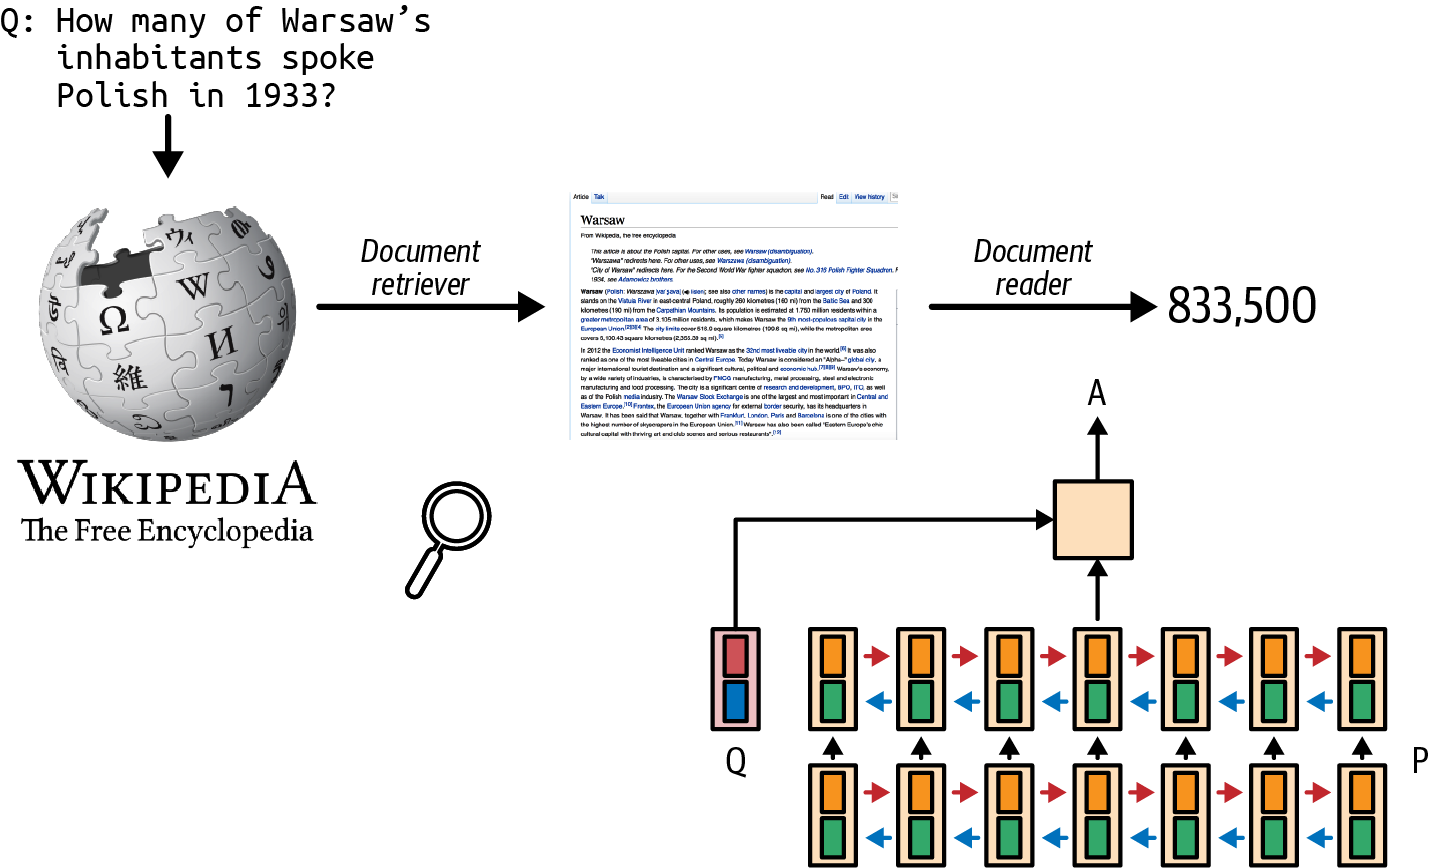 Q: How many of Warsaw’s
inhabitants spoke
Polish in 1933?
Document
retriever
Document
reader
833,500
Ω
W
И
維
ウィ
WIKIPEDIA
The Free Encyclopedia
Article Talk
Read Edit View history
Warsaw
From Wikipedia, the free encyclopedia
This article is about the Polish capital. For other uses, see Warsaw (disambiguation).
"Warszawa" redirects here. For other uses, see Warszawa (disambiguation).
"City of Warsaw" redirects here. For the Second World War fighter squadron, see No. 316 Polish Fighter Squadron. F
1934, see Adamowicz brothers.
Warsaw (Polish: Warszawa listen); see also other names) is the capital and largest city of Poland. It
stands on the Vistula River in east-central Poland, roughly 260 kilometres (160 mi) from the Baltic Sea and 300
kilometres (190 mi) from the Carpathian Mountains. Its population is estimated at 1.750 million residents within a
greater metropolitan area of 3.105 million residents, which makes Warsaw the 9th most-populous capital city in the
European Union.[2][3][4] The city limits cover 516.9 square kilometres (199.6 sq mi), while the metropolitan area
covers 6,100.43 square kilometres (2,355.39 sq mi).[5]
In 2012 the Economist Intelligence Unit ranked Warsaw as the 32nd most liveable city in the world.[6] It was also
ranked as one of the most liveable cities in Central Europe. Today Warsaw is considered an "Alpha–" global city, a
major international tourist destination and a significant cultural, political and economic hub.[7][8][9] Warsaw's economy,
by a wide variety of industries, is characterised by FMCG manufacturing, metal processing, steel and electronic
manufacturing and food processing. The city is a significant centre of research and development, BPO, ITO, as well
as of the Polish media industry. The Warsaw Stock Exchange is one of the largest and most important in Central and
Eastern Europe.[10] Frontex, the European Union agency for external border security, has its headquarters in
Warsaw. It has been said that Warsaw, together with Frankfurt, London, Paris and Barcelona is one of the cities with
the highest number of skyscrapers in the European Union.[11] Warsaw has also been called "Eastern Europe's chic
cultural capital with thriving art and club scenes and serious restaurants".[12]
A
Q
P